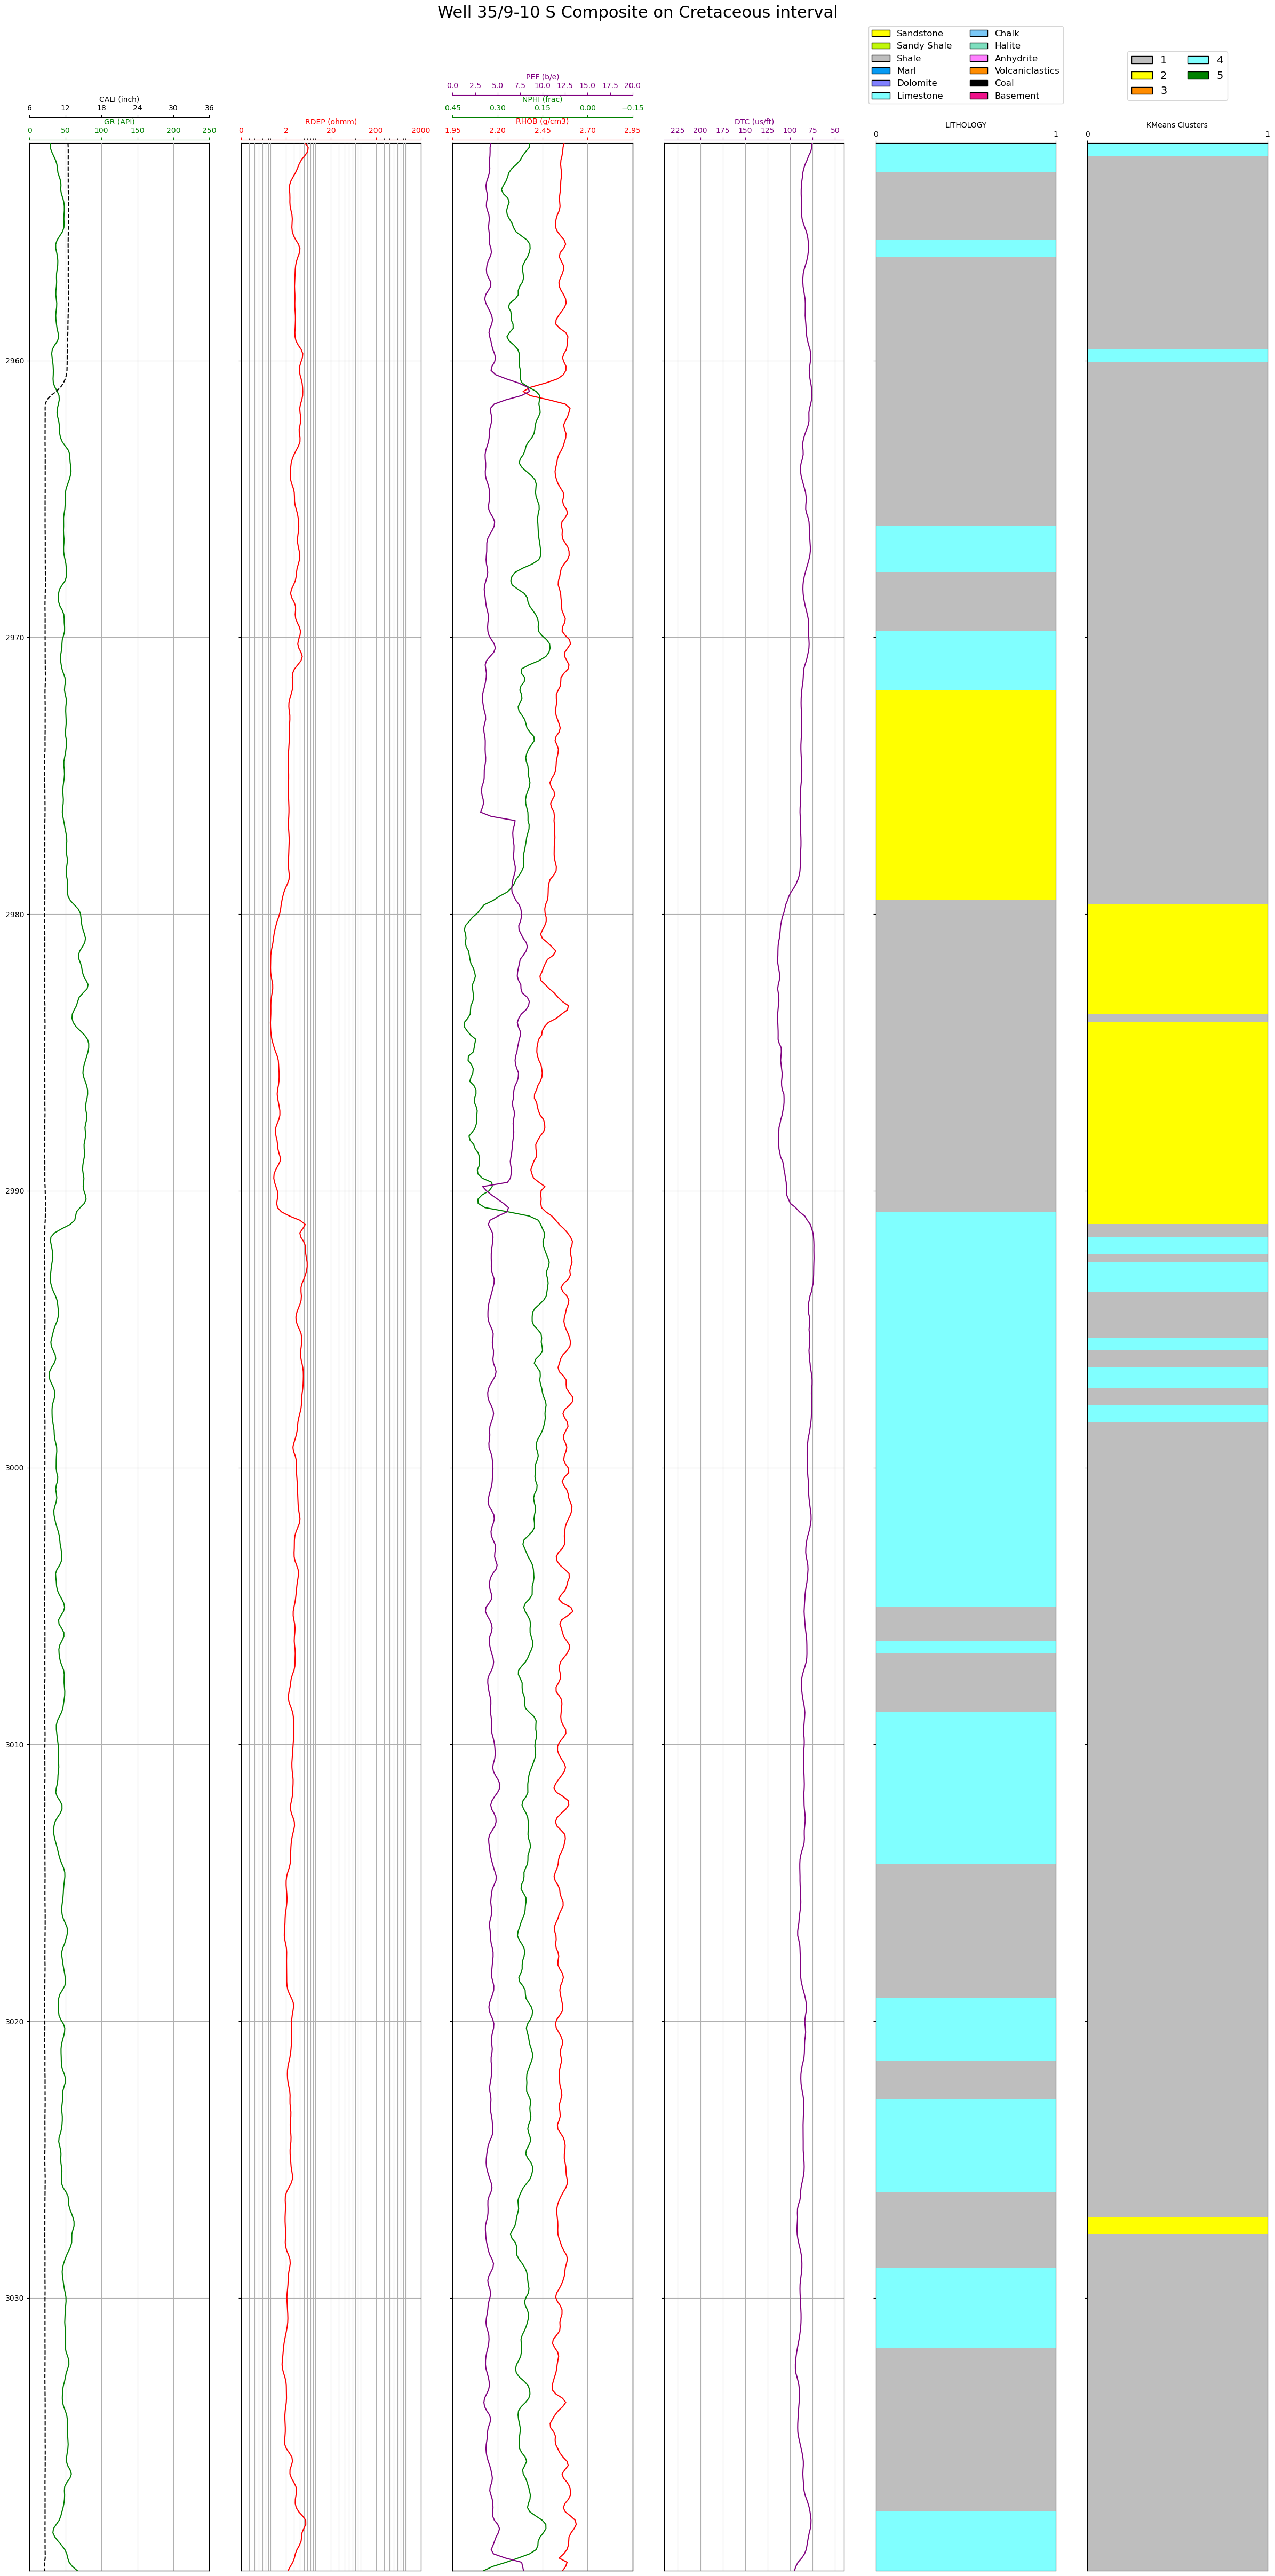 Well 35/9-10 S Composite on Cretaceous interval
Sandstone Chalk
Sandy Shale Halite
Shale Anhydrite
Marl Volcaniclastics
Dolomite Coal
Limestone Basement
1 4
2 5
3
PEF (b/e)
0.0 2.5 5.0 7.5 10.0 12.5 15.0 17.5 20.0
CALI (inch)
6 12 18 24 30 36
NPHI (frac)
0.45 0.30 0.15 0.00 −0.15
GR (API)
0 50 100 150 200 250
RDEP (ohmm)
0 2 20 200 2000
RHOB (g/cm3)
1.95 2.20 2.45 2.70 2.95
DTC (us/ft)
225 200 175 150 125 100 75 50
LITHOLOGY
0 1
KMeans Clusters
0 1
2960
2970
2980
2990
3000
3010
3020
3030